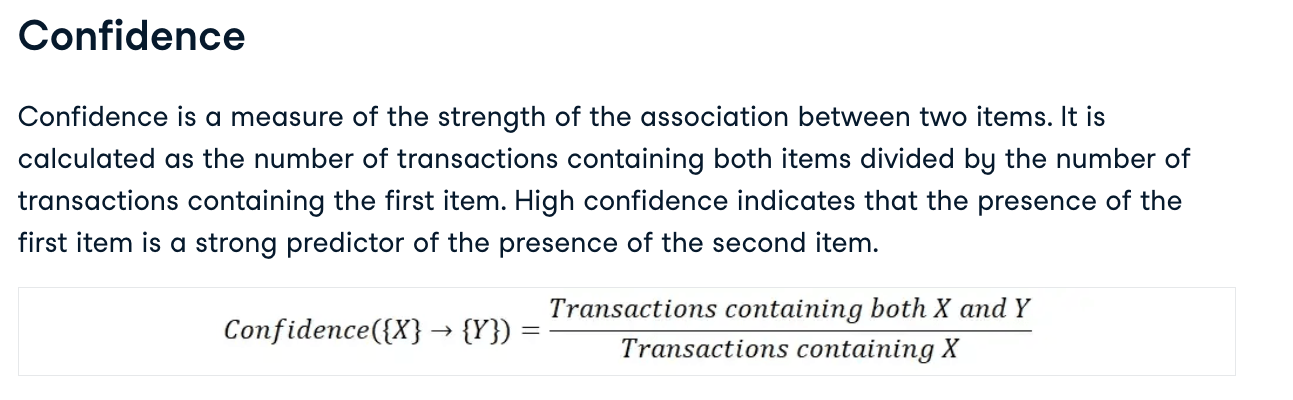 Confidence
Confidence is a measure of the strength of the association between two items. It is
calculated as the number of transactions containing both items divided by the number of
transactions containing the first item. High confidence indicates that the presence of the
first item is a strong predictor of the presence of the second item.
Confidence({X} → {Y}) = Transactions containing both X and Y / Transactions containing X